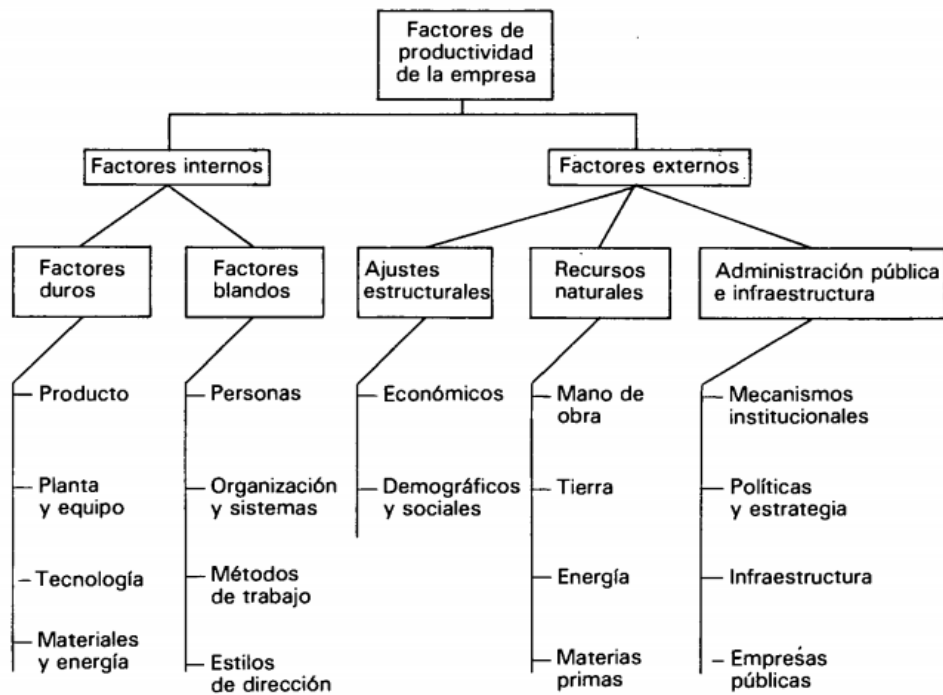 Factores de
productividad
de la empresa
Factores internos
Factores externos
Factores
duros
Factores
blandos
Ajustes
estructurales
Recursos
naturales
Administración pública
e infraestructura
Producto
Planta
y equipo
Tecnología
Materiales
y energía
Personas
Organización
y sistemas
Métodos
de trabajo
Estilos
de dirección
Económicos
Demográficos
y sociales
Mano de
obra
Tierra
Energía
Materias
primas
Mecanismos
institucionales
Políticas
y estrategia
Infraestructura
Empresas
públicas